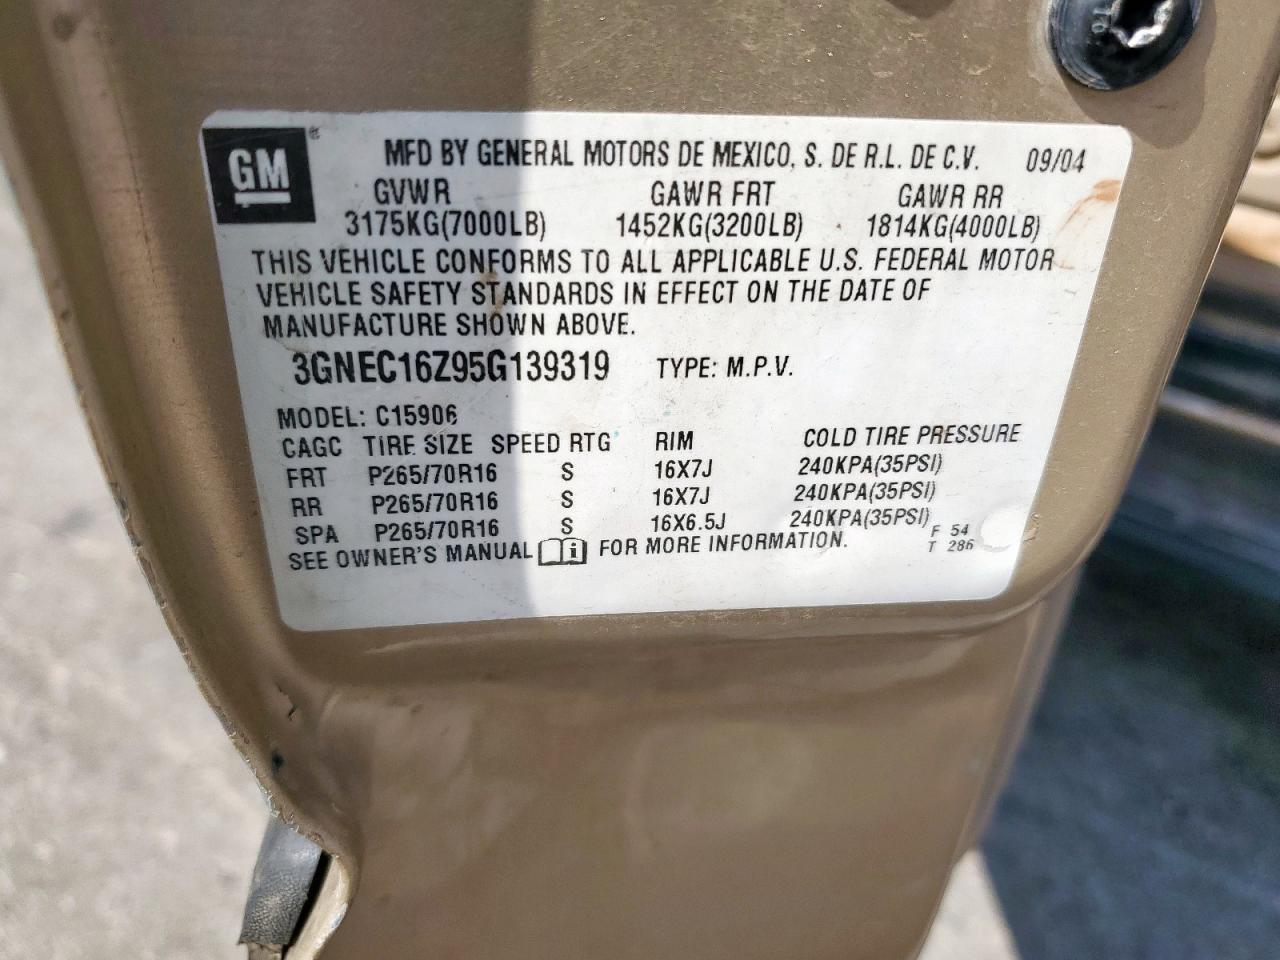 GM ®
MFD BY GENERAL MOTORS DE MEXICO, S. DE R.L. DE C.V. 09/04
GVWR GAWR FRT GAWR RR
3175KG(7000LB) 1452KG(3200LB) 1814KG(4000LB)
THIS VEHICLE CONFORMS TO ALL APPLICABLE U.S. FEDERAL MOTOR
VEHICLE SAFETY STANDARDS IN EFFECT ON THE DATE OF
MANUFACTURE SHOWN ABOVE.
3GNEC16Z95G139319 TYPE: M.P.V.
MODEL: C15906
CAGC TIRE SIZE SPEED RTG RIM COLD TIRE PRESSURE
FRT P265/70R16 S 16X7J 240KPA(35PSI)
RR P265/70R16 S 16X7J 240KPA(35PSI)
SPA P265/70R16 S 16X6.5J 240KPA(35PSI)
SEE OWNER'S MANUAL i FOR MORE INFORMATION.
F 54
T 286